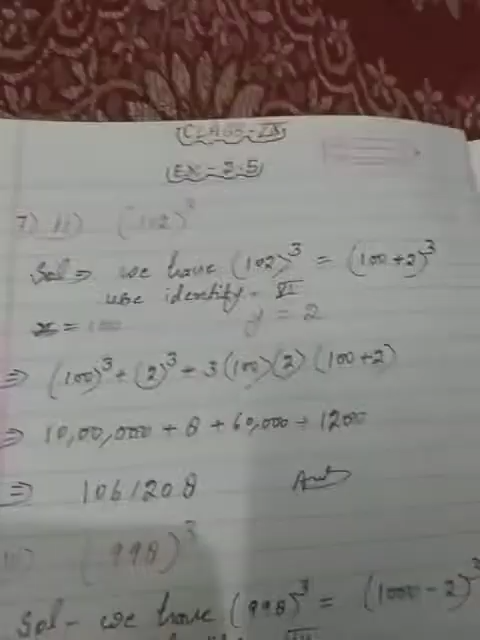 CLASS-IX
EX-2.5
7) ii) (102)³
Sol ⇒ we have (102)³ = (100+2)³
use identity - VI
x = 100 y = 2
⇒ (100)³ + (2)³ + 3(100)(2)(100+2)
⇒ 10,00,000 + 8 + 60,000 + 1200
⇒ 1061208 Ans
iii) (998)³
Sol - we have (998)³ = (1000-2)³